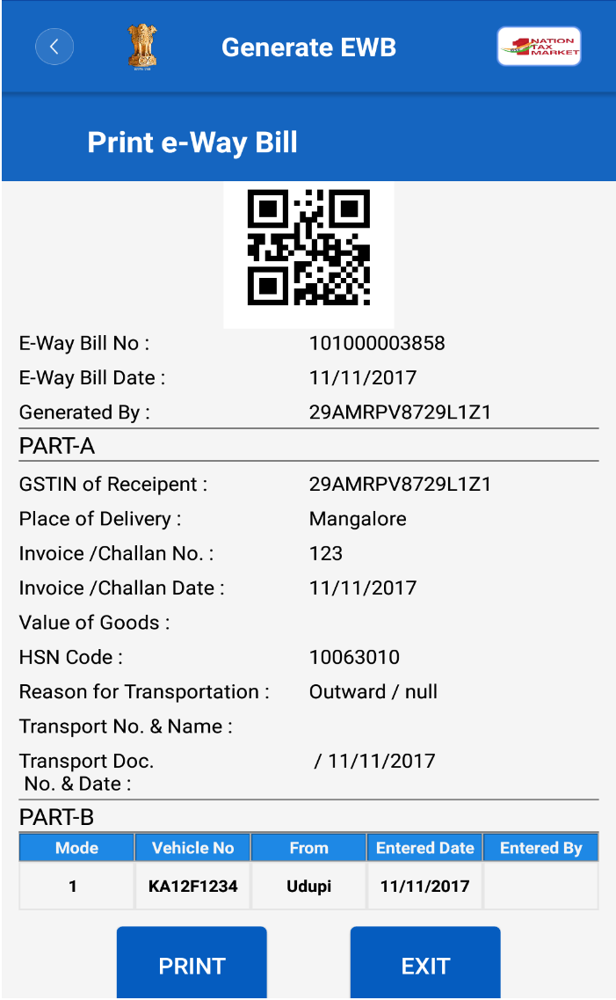 Generate EWB
1 NATION
TAX
MARKET
Print e-Way Bill
E-Way Bill No : 101000003858
E-Way Bill Date : 11/11/2017
Generated By : 29AMRPV8729L1Z1
PART-A
GSTIN of Receipent : 29AMRPV8729L1Z1
Place of Delivery : Mangalore
Invoice /Challan No. : 123
Invoice /Challan Date : 11/11/2017
Value of Goods :
HSN Code : 10063010
Reason for Transportation : Outward / null
Transport No. & Name :
Transport Doc. / 11/11/2017
No. & Date :
PART-B
Mode Vehicle No From Entered Date Entered By
1 KA12F1234 Udupi 11/11/2017
PRINT EXIT